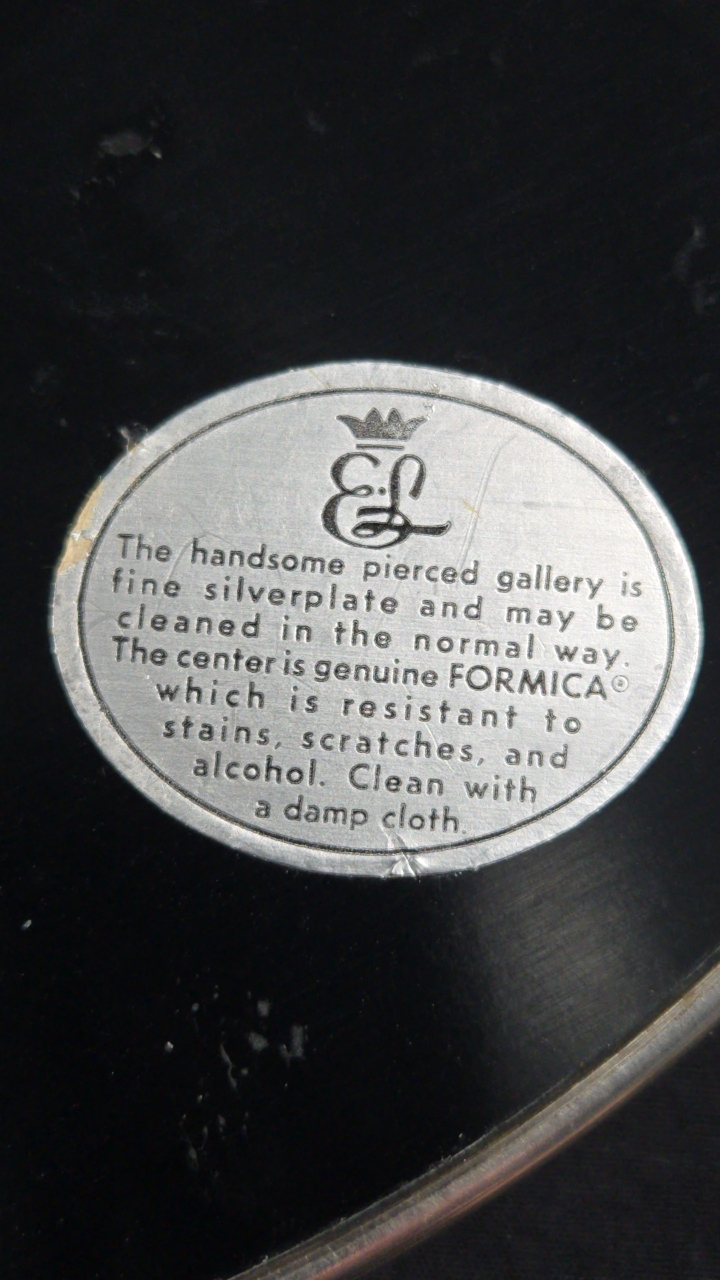 EL
The handsome pierced gallery is
fine silverplate and may be
cleaned in the normal way.
The center is genuine FORMICA®
which is resistant to
stains, scratches, and
alcohol. Clean with
a damp cloth.